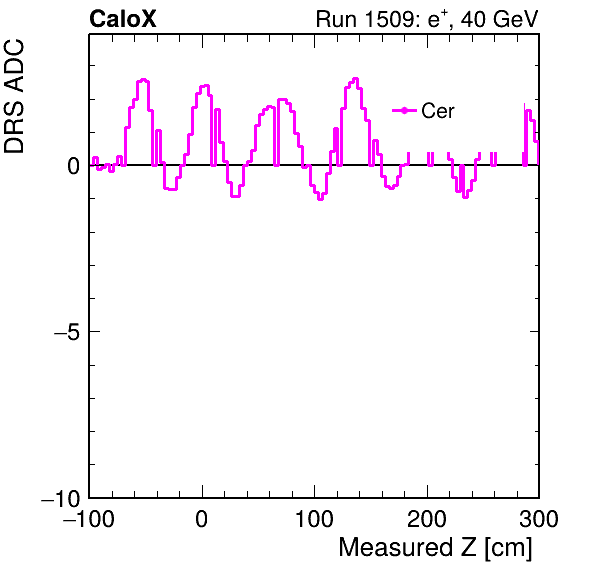 CaloX
Run 1509: e⁺, 40 GeV
DRS ADC
Cer
0
−5
−10
−100 0 100 200 300
Measured Z [cm]